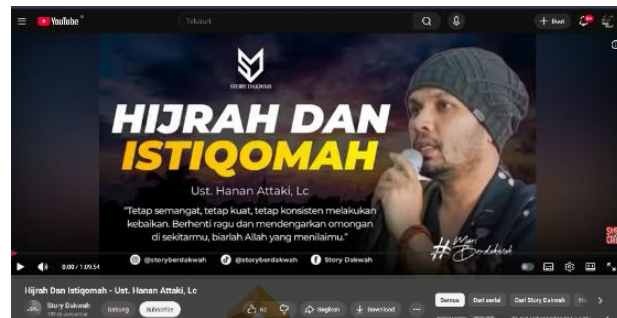 YouTube
Telusuri
Buat
STORY DAKWAH
HIJRAH DAN
ISTIQOMAH
Ust. Hanan Attaki, Lc
"Tetap semangat, tetap kuat, tetap konsisten melakukan
kebaikan. Berhenti ragu dan mendengarkan omongan
di sekitarmu, biarlah Allah yang menilaimu."
@storyberdakwah @storyberdakwah Story Dakwah
#Mari Berdakwah
0:00 / 1:09:54
Hijrah Dan Istiqomah - Ust. Hanan Attaki, Lc
Story Dakwah
Gabung Subscribe 62 Bagikan Download
Semua Dari serial Dari Story Dakwah